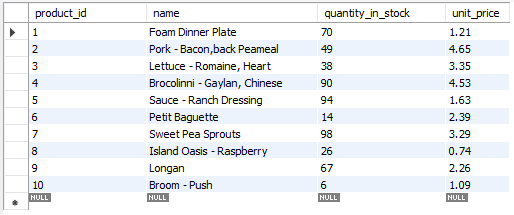 product_id name quantity_in_stock unit_price
1 Foam Dinner Plate 70 1.21
2 Pork - Bacon,back Peameal 49 4.65
3 Lettuce - Romaine, Heart 38 3.35
4 Brocolinni - Gaylan, Chinese 90 4.53
5 Sauce - Ranch Dressing 94 1.63
6 Petit Baguette 14 2.39
7 Sweet Pea Sprouts 98 3.29
8 Island Oasis - Raspberry 26 0.74
9 Longan 67 2.26
10 Broom - Push 6 1.09
NULL NULL NULL NULL